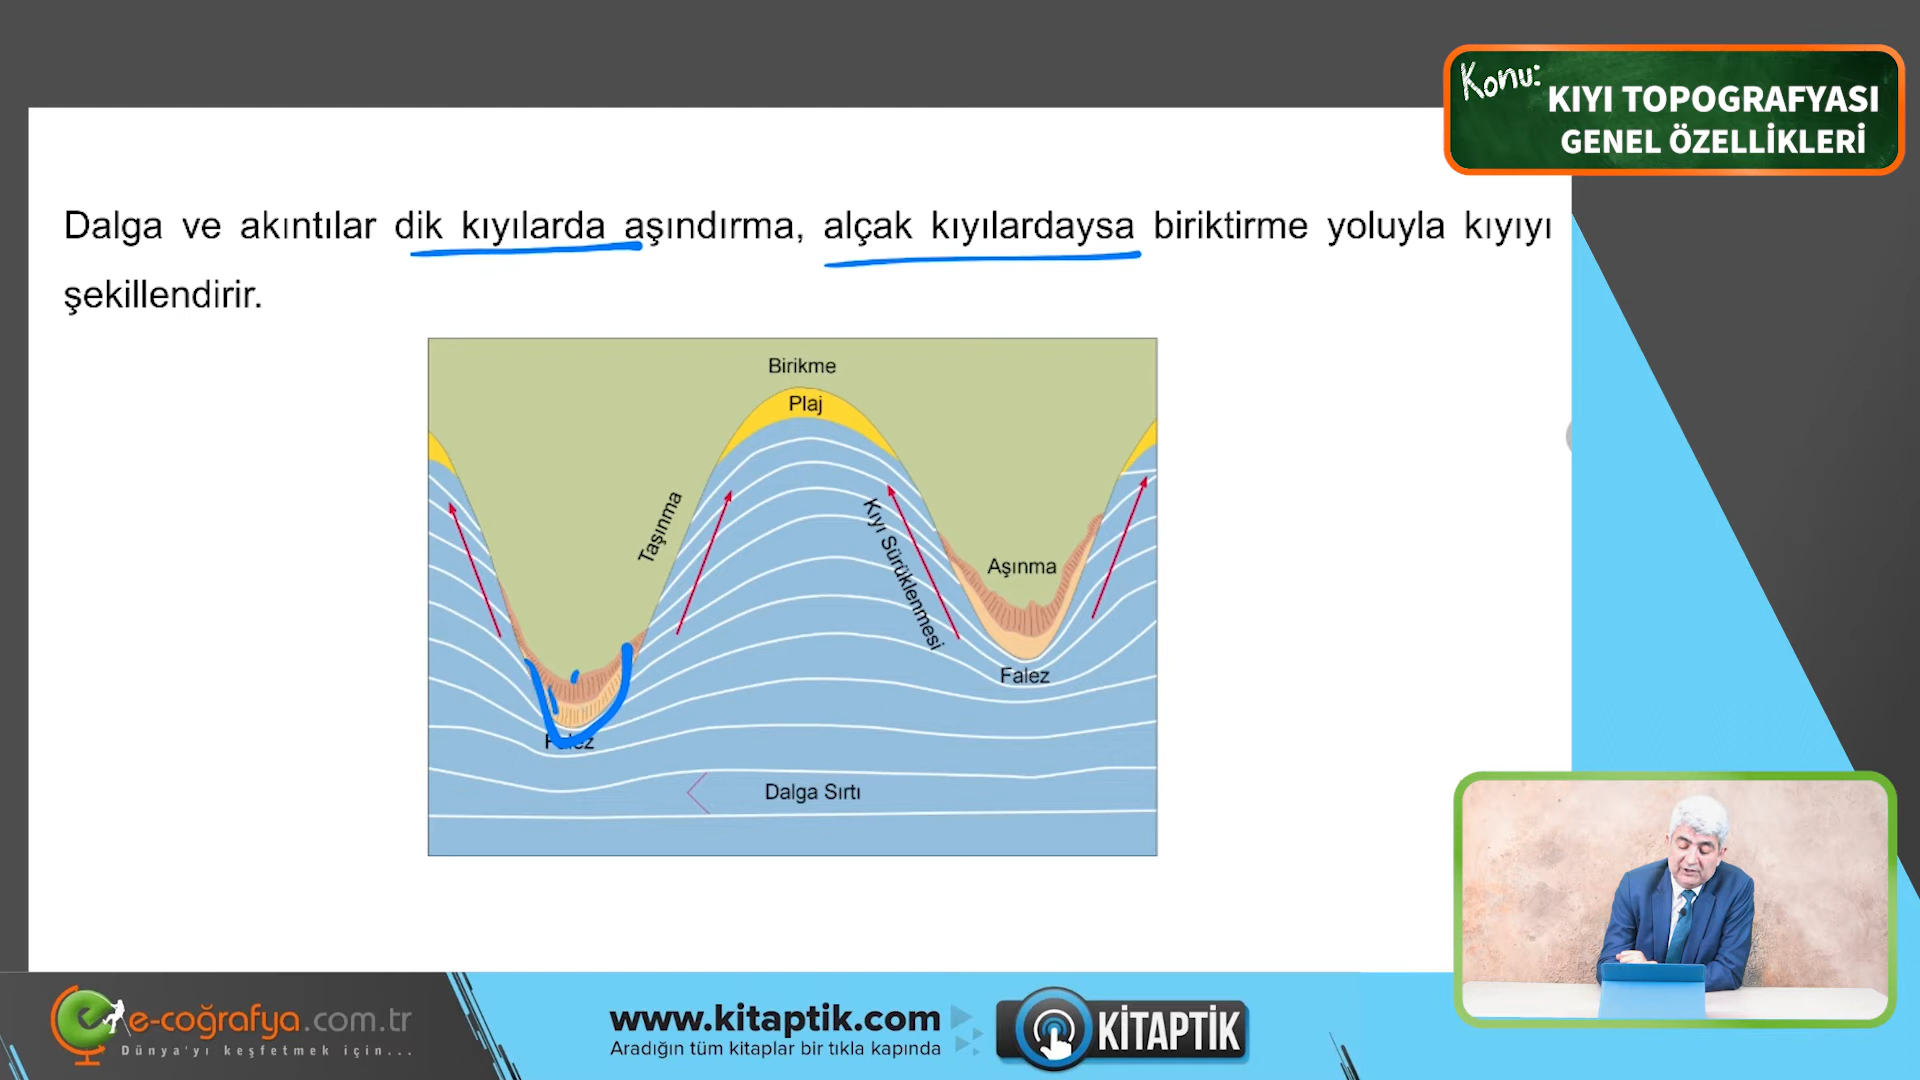 Konu:
KIYI TOPOGRAFYASI
GENEL ÖZELLİKLERİ
Dalga ve akıntılar dik kıyılarda aşındırma, alçak kıyılardaysa biriktirme yoluyla kıyıyı
şekillendirir.
Birikme
Plaj
Taşınma
Kıyı Sürüklenmesi
Aşınma
Falez
Falez
Dalga Sırtı
e-coğrafya.com.tr
Dünya'yı keşfetmek için...
www.kitaptik.com
Aradığın tüm kitaplar bir tıkla kapında
KİTAPTIK